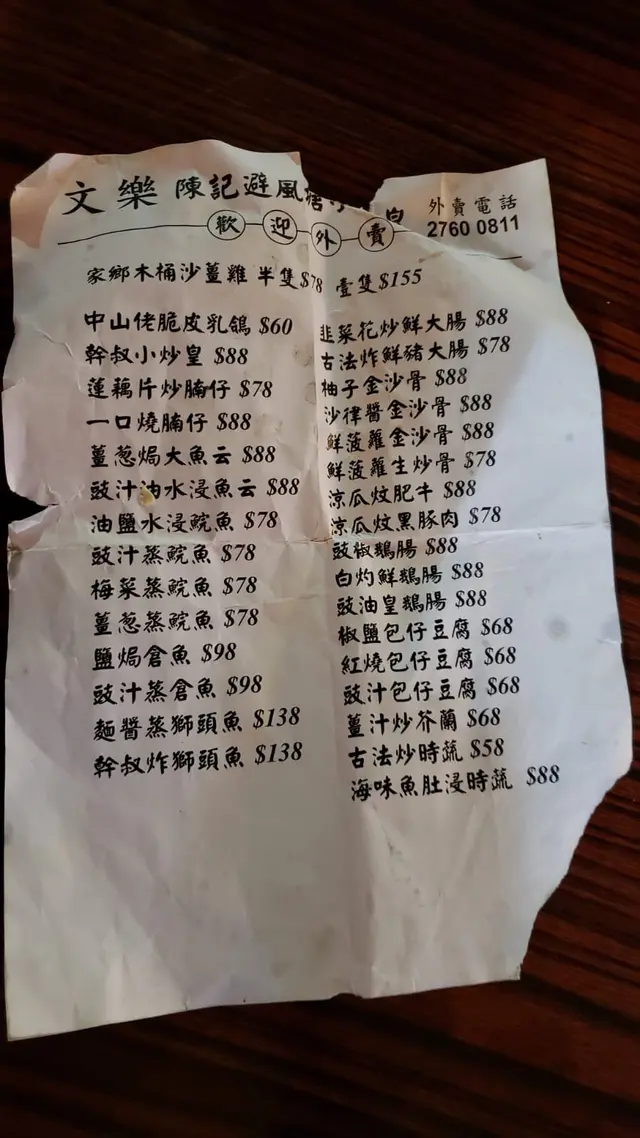 文樂 陳記避風塘
外賣電話
2760 0811
歡迎外賣
家鄉木桶沙薑雞 半隻$78 壹隻$155
中山佬脆皮乳鴿 $60
幹叔小炒皇 $88
蓮藕片炒腩仔 $78
一口燒腩仔 $88
薑葱焗大魚云 $88
豉汁油水浸魚云 $88
油鹽水浸鯇魚 $78
豉汁蒸鯇魚 $78
梅菜蒸鯇魚 $78
薑葱蒸鯇魚 $78
鹽焗倉魚 $98
豉汁蒸倉魚 $98
麵醬蒸獅頭魚 $138
幹叔炸獅頭魚 $138
韭菜花炒鮮大腸 $88
古法炸鮮豬大腸 $78
柚子金沙骨 $88
沙律醬金沙骨 $88
鮮菠蘿金沙骨 $88
鮮菠蘿生炒骨 $78
涼瓜炆肥牛 $88
涼瓜炆黑豚肉 $78
豉椒鵝腸 $88
白灼鮮鵝腸 $88
豉油皇鵝腸 $88
椒鹽包仔豆腐 $68
紅燒包仔豆腐 $68
豉汁包仔豆腐 $68
薑汁炒芥蘭 $68
古法炒時蔬 $58
海味魚肚浸時蔬 $88